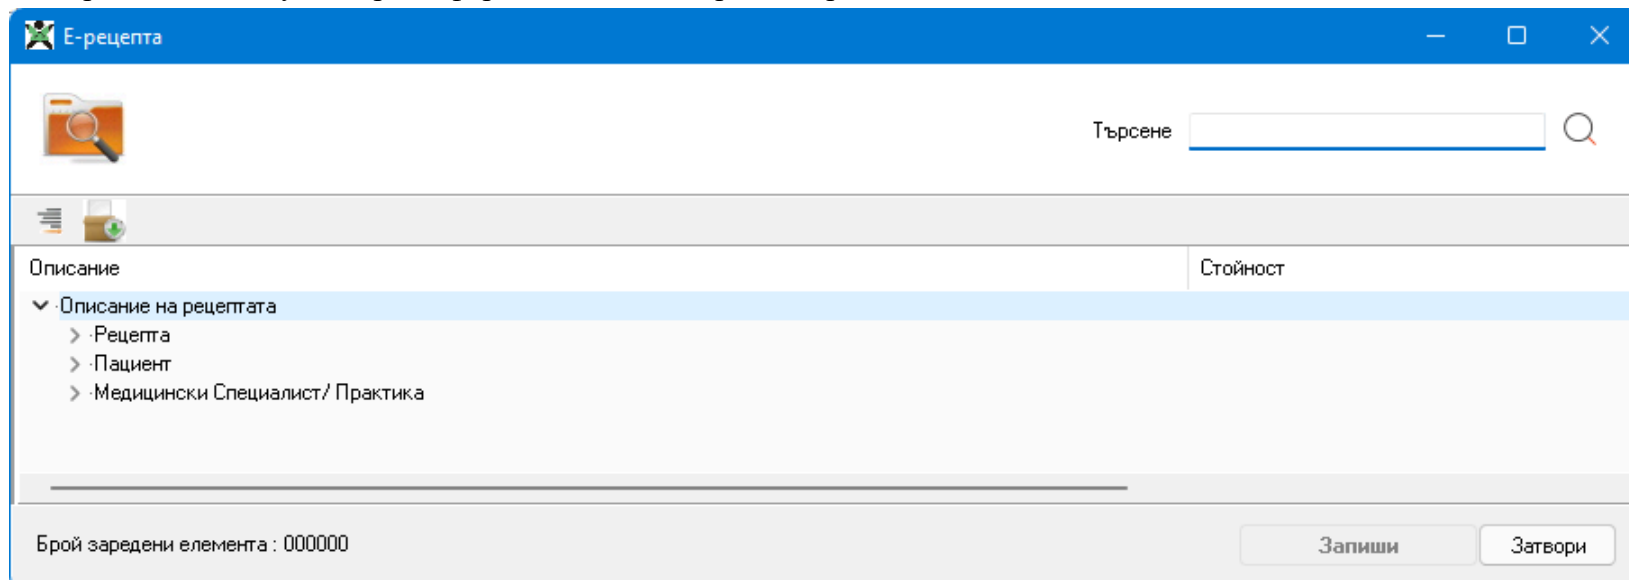 Е-рецепта
Търсене
Описание Стойност
Описание на рецептата
Рецепта
Пациент
Медицински Специалист/ Практика
Брой заредени елемента : 000000
Запиши Затвори